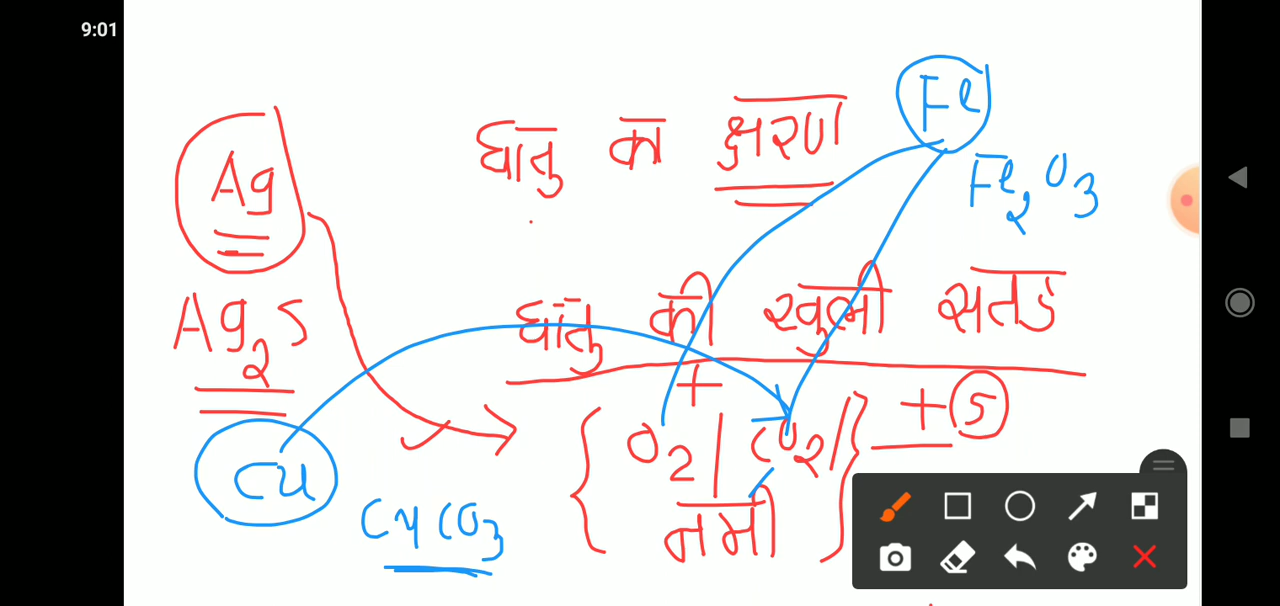 9:01
Fe
धातु का क्षरण
Ag
Fe2O3
धातु की खुली सतह
Ag2S
+
{ O2 | CO2 | नमी } + S
Cu
CuCO3